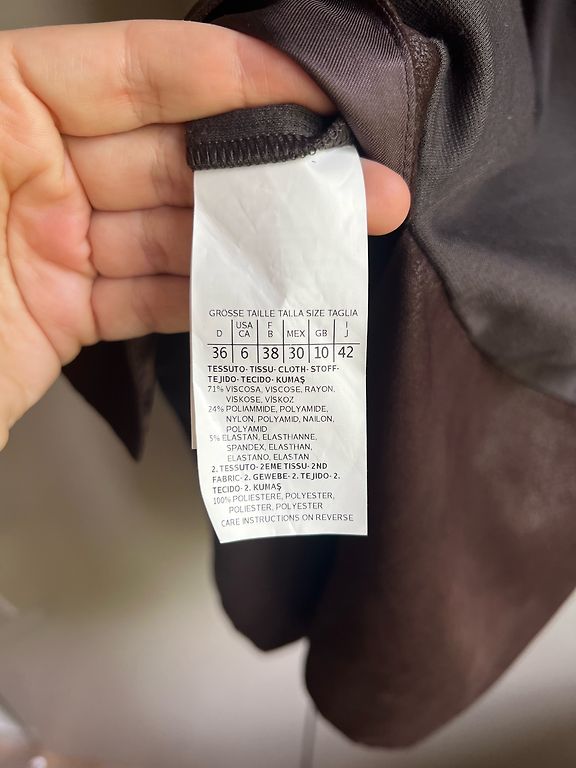 GRÖSSE TAILLE TALLA SIZE TAGLIA
D USA CA F B MEX GB I J
36 6 38 30 10 42
TESSUTO-TISSU-CLOTH-STOFF-
TEJIDO-TECIDO-KUMAŞ
71% VISCOSA, VISCOSE, RAYON,
VISKOSE, VİSKOZ
24% POLIAMMIDE, POLYAMIDE,
NYLON, POLYAMID, NAILON,
POLYAMID
5% ELASTAN, ELASTHANNE,
SPANDEX, ELASTHAN,
ELASTANO, ELASTAN
2. TESSUTO-2EME TISSU-2ND
FABRIC-2. GEWEBE-2. TEJIDO-2.
TECIDO-2. KUMAŞ
100% POLIESTERE, POLYESTER,
POLIESTER, POLYESTER
CARE INSTRUCTIONS ON REVERSE